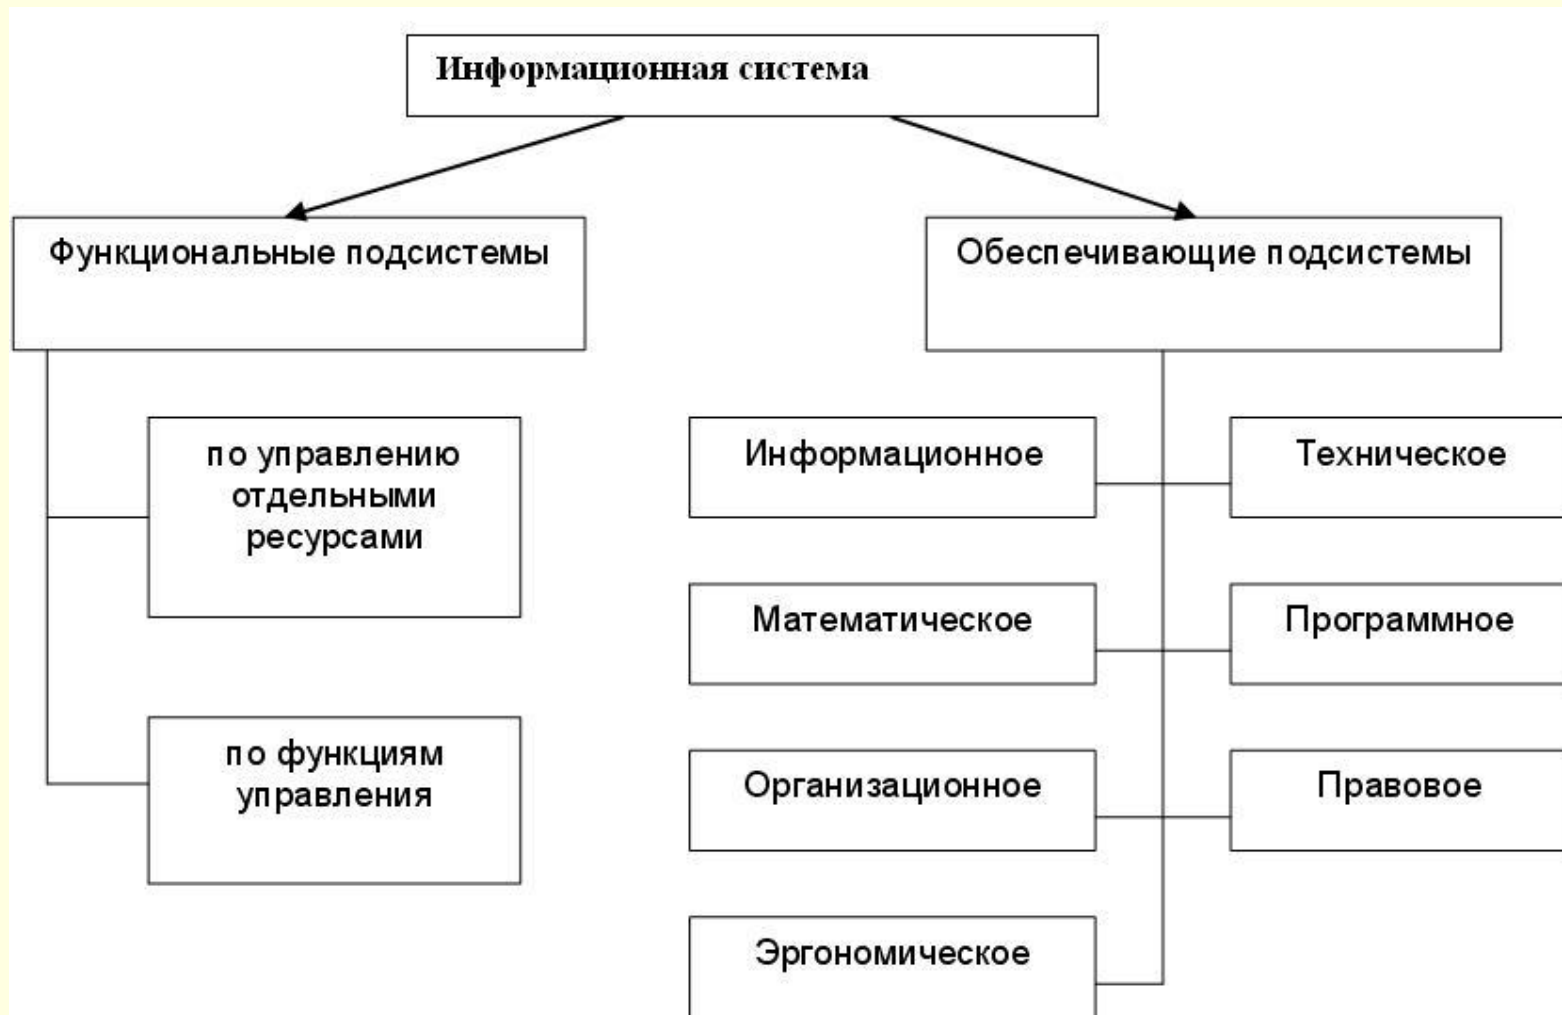 Информационная система
Функциональные подсистемы
Обеспечивающие подсистемы
по управлению
отдельными
ресурсами
по функциям
управления
Информационное
Техническое
Математическое
Программное
Организационное
Правовое
Эргономическое